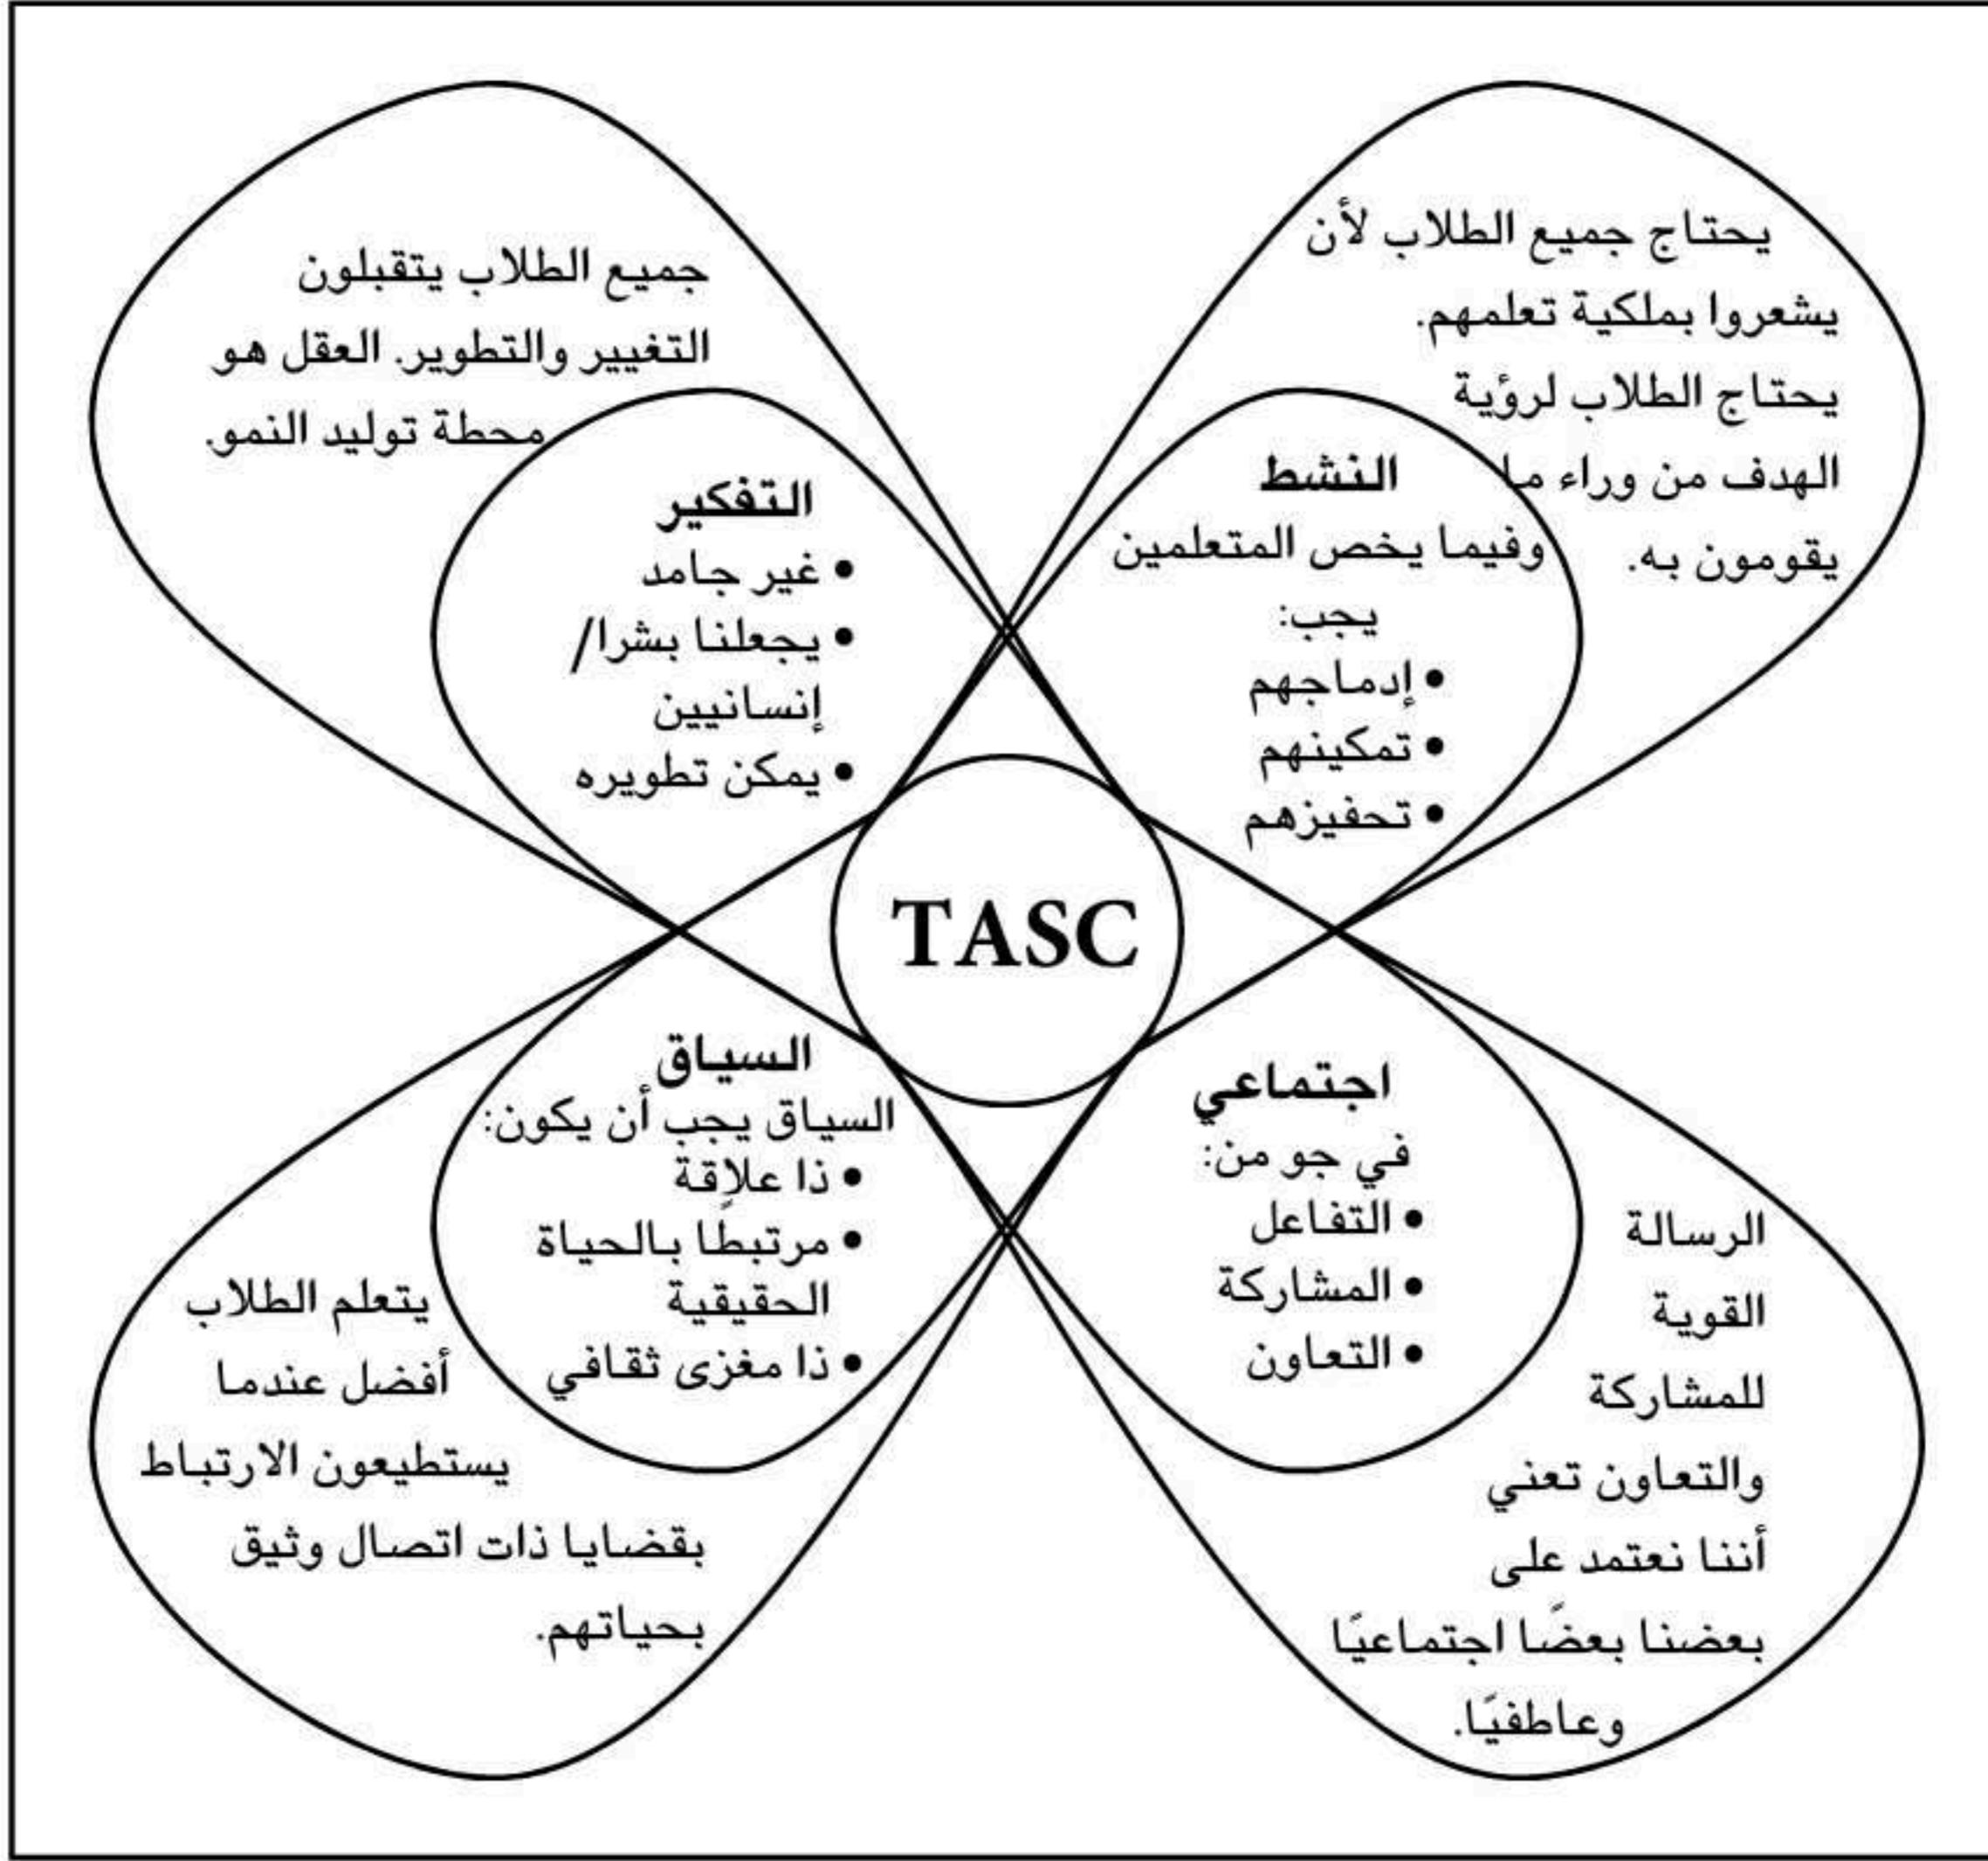 يحتاج جميع الطلاب لأن
يشعروا بملكية تعلمهم.
يحتاج الطلاب لرؤية
الهدف من وراء ما
يقومون به.
النشط
وفيما يخص المتعلمين
يجب:
• إدماجهم
• تمكينهم
• تحفيزهم
جميع الطلاب يتقبلون
التغيير والتطوير. العقل هو
محطة توليد النمو.
التفكير
• غير جامد
• يجعلنا بشرا/
إنسانيين
• يمكن تطويره
TASC
اجتماعي
في جو من:
• التفاعل
• المشاركة
• التعاون
الرسالة
القوية
للمشاركة
والتعاون تعني
أننا نعتمد على
بعضنا بعضًا اجتماعيًا
وعاطفيًا.
السياق
السياق يجب أن يكون:
• ذا علاقة
• مرتبطًا بالحياة
الحقيقية
• ذا مغزى ثقافي
يتعلم الطلاب
أفضل عندما
يستطيعون الارتباط
بقضايا ذات اتصال وثيق
بحياتهم.